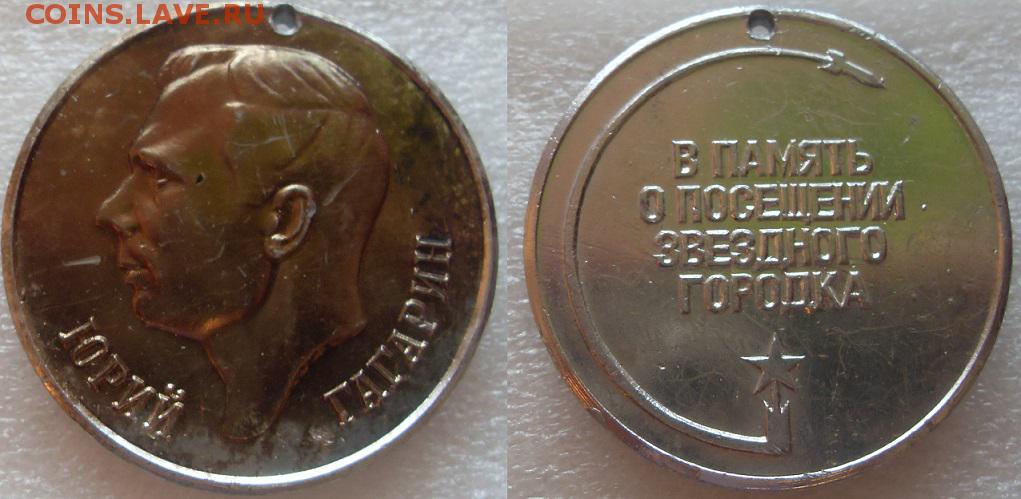 COINS.LAVE.RU
ЮРИЙ ГАГАРИН
В ПАМЯТЬ
О ПОСЕЩЕНИИ
ЗВЕЗДНОГО
ГОРОДКА